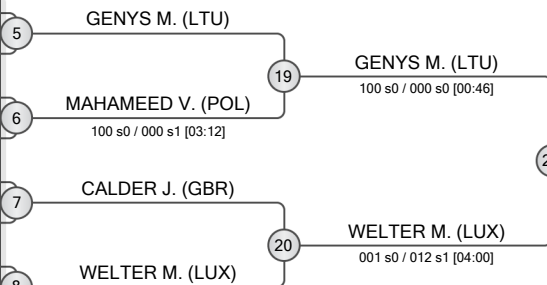 GENYS M. (LTU)
5
19
GENYS M. (LTU)
100 s0 / 000 s0 [00:46]
MAHAMEED V. (POL)
6
100 s0 / 000 s1 [03:12]
CALDER J. (GBR)
7
20
WELTER M. (LUX)
001 s0 / 012 s1 [04:00]
WELTER M. (LUX)